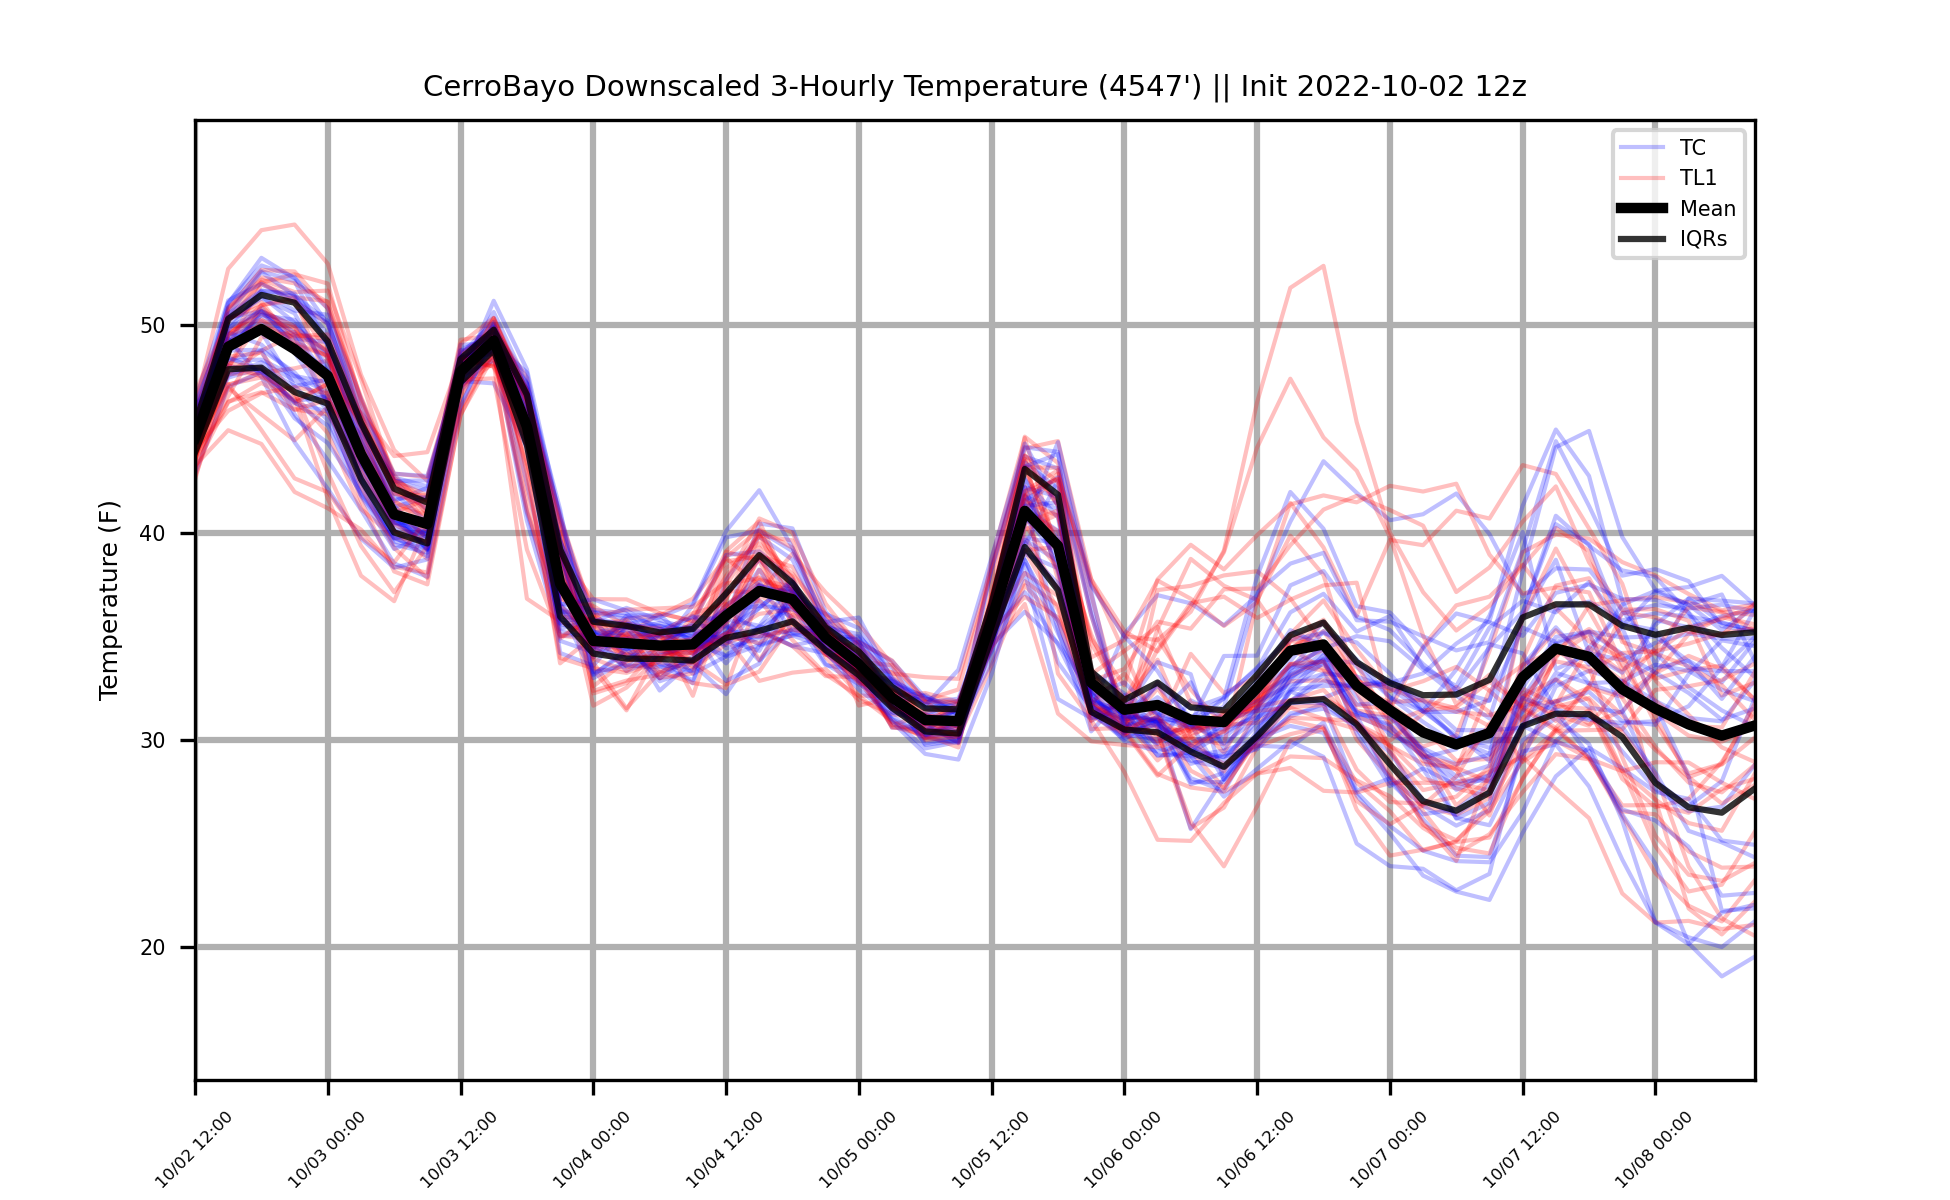 CerroBayo Downscaled 3-Hourly Temperature (4547') || Init 2022-10-02 12z
TC
TL1
Mean
IQRs
Temperature (F)
50
40
30
20
10/02 12:00
10/03 00:00
10/03 12:00
10/04 00:00
10/04 12:00
10/05 00:00
10/05 12:00
10/06 00:00
10/06 12:00
10/07 00:00
10/07 12:00
10/08 00:00